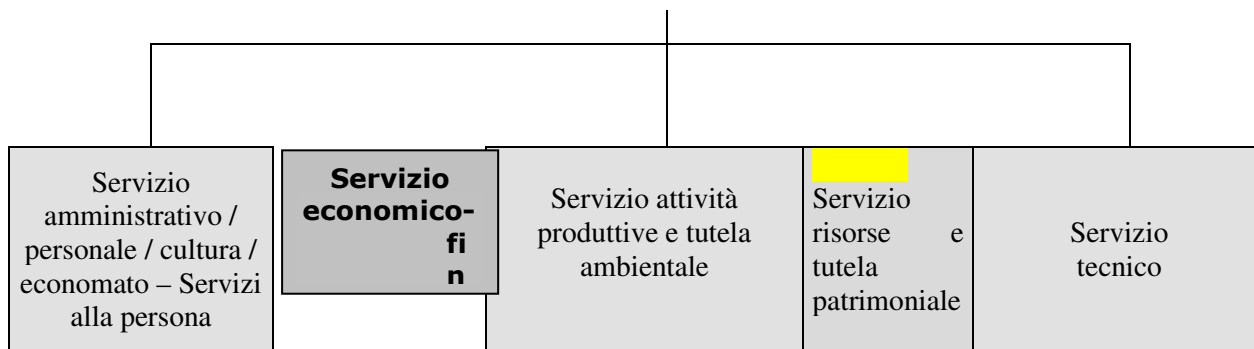 Servizio
amministrativo /
personale / cultura /
economato – Servizi
alla persona
Servizio
economico-
fi
n
Servizio attività
produttive e tutela
ambientale
Servizio
risorse e
tutela
patrimoniale
Servizio
tecnico